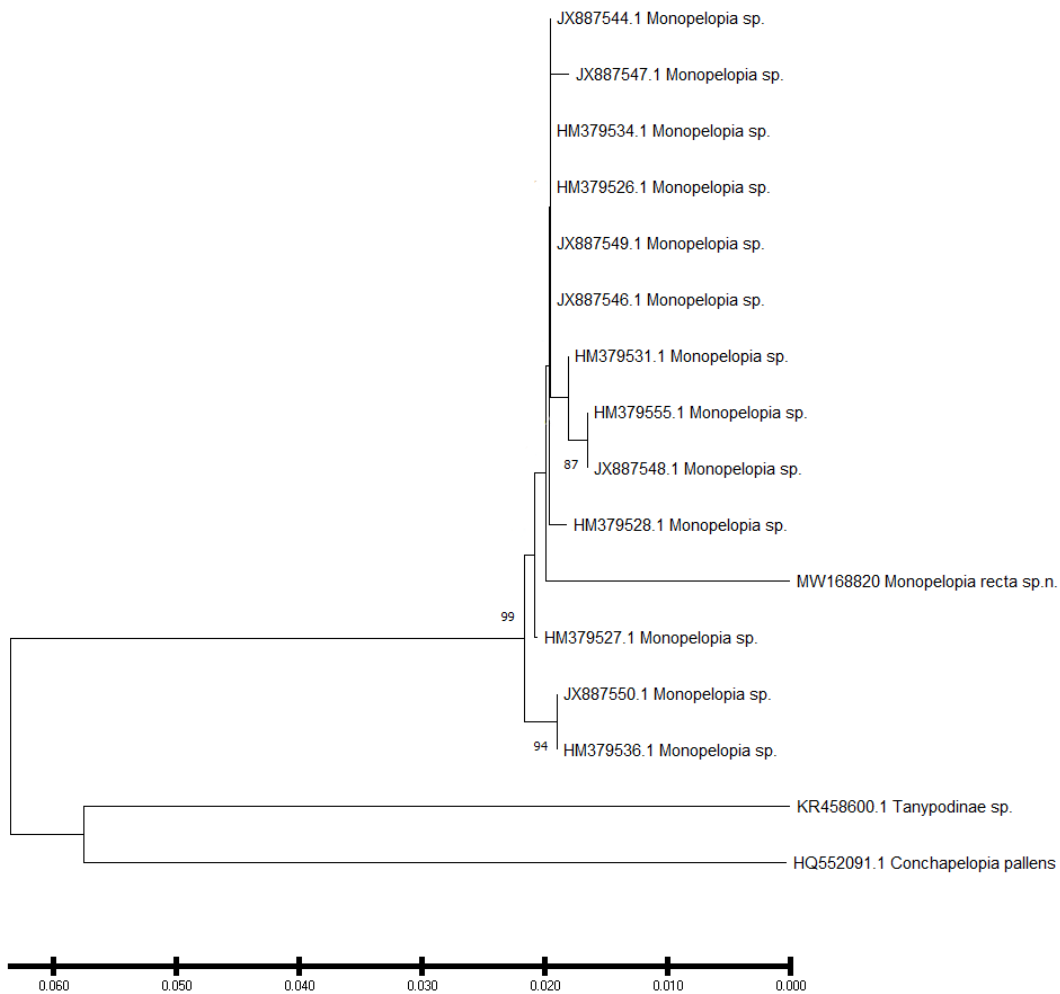 JX887544.1 Monopelopia sp.
JX887547.1 Monopelopia sp.
HM379534.1 Monopelopia sp.
HM379526.1 Monopelopia sp.
JX887549.1 Monopelopia sp.
JX887546.1 Monopelopia sp.
HM379531.1 Monopelopia sp.
HM379555.1 Monopelopia sp.
87
JX887548.1 Monopelopia sp.
HM379528.1 Monopelopia sp.
MW168820 Monopelopia recta sp.n.
99
HM379527.1 Monopelopia sp.
JX887550.1 Monopelopia sp.
94
HM379536.1 Monopelopia sp.
KR458600.1 Tanypodinae sp.
HQ552091.1 Conchapelopia pallens
0.060 0.050 0.040 0.030 0.020 0.010 0.000